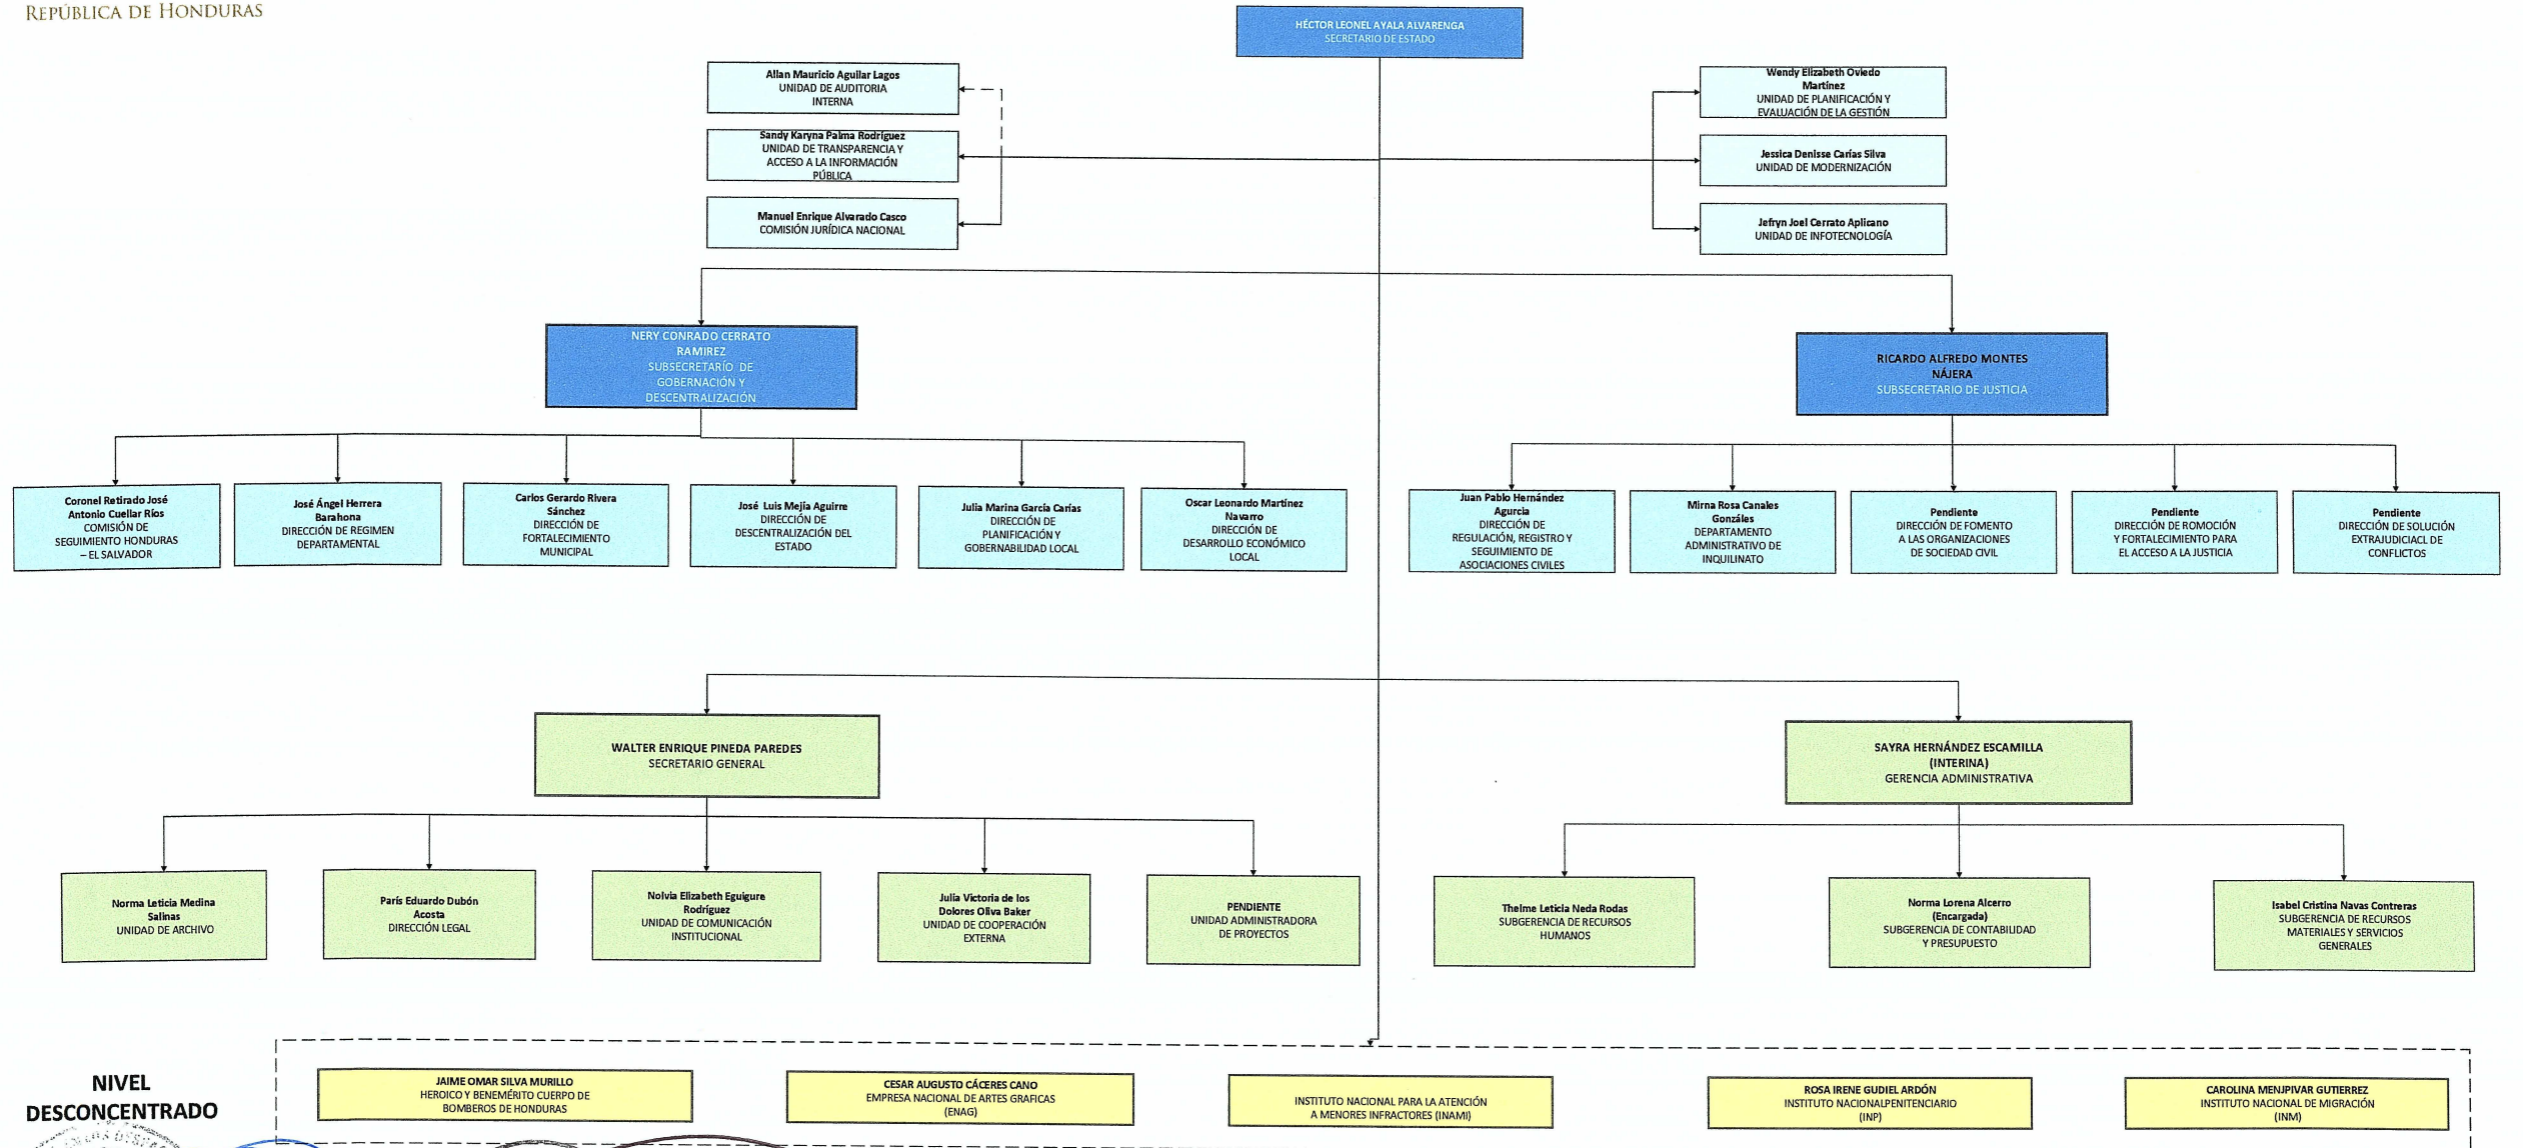 REPÚBLICA DE HONDURAS
HÉCTOR LEONEL AYALA ALVARENGA
SECRETARIO DE ESTADO
Allan Mauricio Aguilar Lagos
UNIDAD DE AUDITORIA
INTERNA
Sandy Karyna Palma Rodríguez
UNIDAD DE TRANSPARENCIA Y
ACCESO A LA INFORMACIÓN
PÚBLICA
Manuel Enrique Alvarado Casco
COMISIÓN JURÍDICA NACIONAL
Wendy Elizabeth Oviedo
Martínez
UNIDAD DE PLANIFICACIÓN Y
EVALUACIÓN DE LA GESTIÓN
Jessica Denisse Carías Silva
UNIDAD DE MODERNIZACIÓN
Jefryn Joel Cerrato Aplicano
UNIDAD DE INFOTECNOLOGÍA
NERY CONRADO CERRATO
RAMIREZ
SUBSECRETARÍO DE
GOBERNACIÓN Y
DESCENTRALIZACIÓN
RICARDO ALFREDO MONTES
NÁJERA
SUBSECRETARIO DE JUSTICIA
Coronel Retirado José
Antonio Cuellar Ríos
COMISIÓN DE
SEGUIMIENTO HONDURAS
– EL SALVADOR
José Ángel Herrera
Barahona
DIRECCIÓN DE REGIMEN
DEPARTAMENTAL
Carlos Gerardo Rivera
Sánchez
DIRECCIÓN DE
FORTALECIMIENTO
MUNICIPAL
José Luis Mejía Aguirre
DIRECCIÓN DE
DESCENTRALIZACIÓN DEL
ESTADO
Julia Marina García Carías
DIRECCIÓN DE
PLANIFICACIÓN Y
GOBERNABILIDAD LOCAL
Oscar Leonardo Martínez
Navarro
DIRECCIÓN DE
DESARROLLO ECONÓMICO
LOCAL
Juan Pablo Hernández
Agurcia
DIRECCIÓN DE
REGULACIÓN, REGISTRO Y
SEGUIMIENTO DE
ASOCIACIONES CIVILES
Mirna Rosa Canales
Gonzáles
DEPARTAMENTO
ADMINISTRATIVO DE
INQUILINATO
Pendiente
DIRECCIÓN DE FOMENTO
A LAS ORGANIZACIONES
DE SOCIEDAD CIVIL
Pendiente
DIRECCIÓN DE ROMOCIÓN
Y FORTALECIMIENTO PARA
EL ACCESO A LA JUSTICIA
Pendiente
DIRECCIÓN DE SOLUCIÓN
EXTRAJUDICIACL DE
CONFLICTOS
WALTER ENRIQUE PINEDA PAREDES
SECRETARIO GENERAL
SAYRA HERNÁNDEZ ESCAMILLA
(INTERINA)
GERENCIA ADMINISTRATIVA
Norma Leticia Medina
Salinas
UNIDAD DE ARCHIVO
París Eduardo Dubón
Acosta
DIRECCIÓN LEGAL
Nolvia Elizabeth Eguigure
Rodríguez
UNIDAD DE COMUNICACIÓN
INSTITUCIONAL
Julia Victoria de los
Dolores Oliva Baker
UNIDAD DE COOPERACIÓN
EXTERNA
PENDIENTE
UNIDAD ADMINISTRADORA
DE PROYECTOS
Thelme Leticia Neda Rodas
SUBGERENCIA DE RECURSOS
HUMANOS
Norma Lorena Alcerro
(Encargada)
SUBGERENCIA DE CONTABILIDAD
Y PRESUPUESTO
Isabel Cristina Navas Contreras
SUBGERENCIA DE RECURSOS
MATERIALES Y SERVICIOS
GENERALES
NIVEL
DESCONCENTRADO
JAIME OMAR SILVA MURILLO
HEROICO Y BENEMÉRITO CUERPO DE
BOMBEROS DE HONDURAS
CESAR AUGUSTO CÁCERES CANO
EMPRESA NACIONAL DE ARTES GRAFICAS
(ENAG)
INSTITUTO NACIONAL PARA LA ATENCIÓN
A MENORES INFRACTORES (INAMI)
ROSA IRENE GUDIEL ARDÓN
INSTITUTO NACIONALPENITENCIARIO
(INP)
CAROLINA MENJPIVAR GUTIERREZ
INSTITUTO NACIONAL DE MIGRACIÓN
(INM)